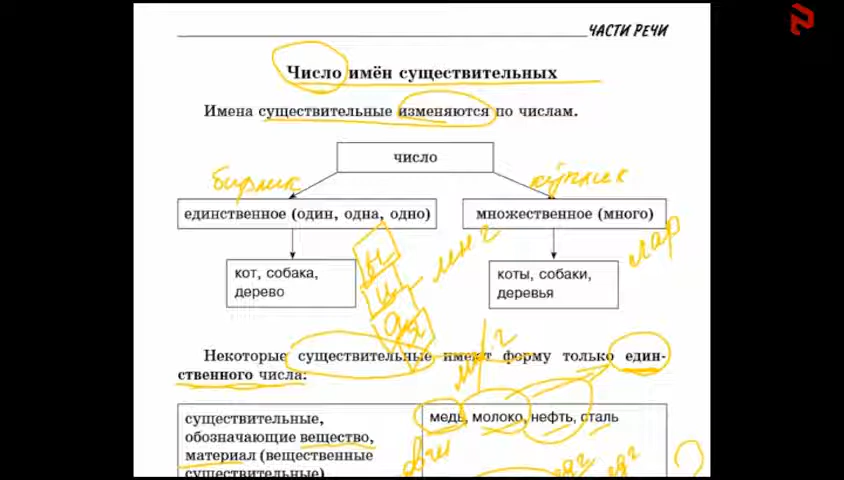 ЧАСТИ РЕЧИ
Число имён существительных
Имена существительные изменяются по числам.
число
бирлик
кўплик
единственное (один, одна, одно)
множественное (много)
лар
кот, собака,
дерево
коты, собаки,
деревья
ы
и
Некоторые существительные имеют форму только един-
ственного числа:
существительные,
обозначающие вещество,
материал (вещественные
существительные)
медь, молоко, нефть, сталь